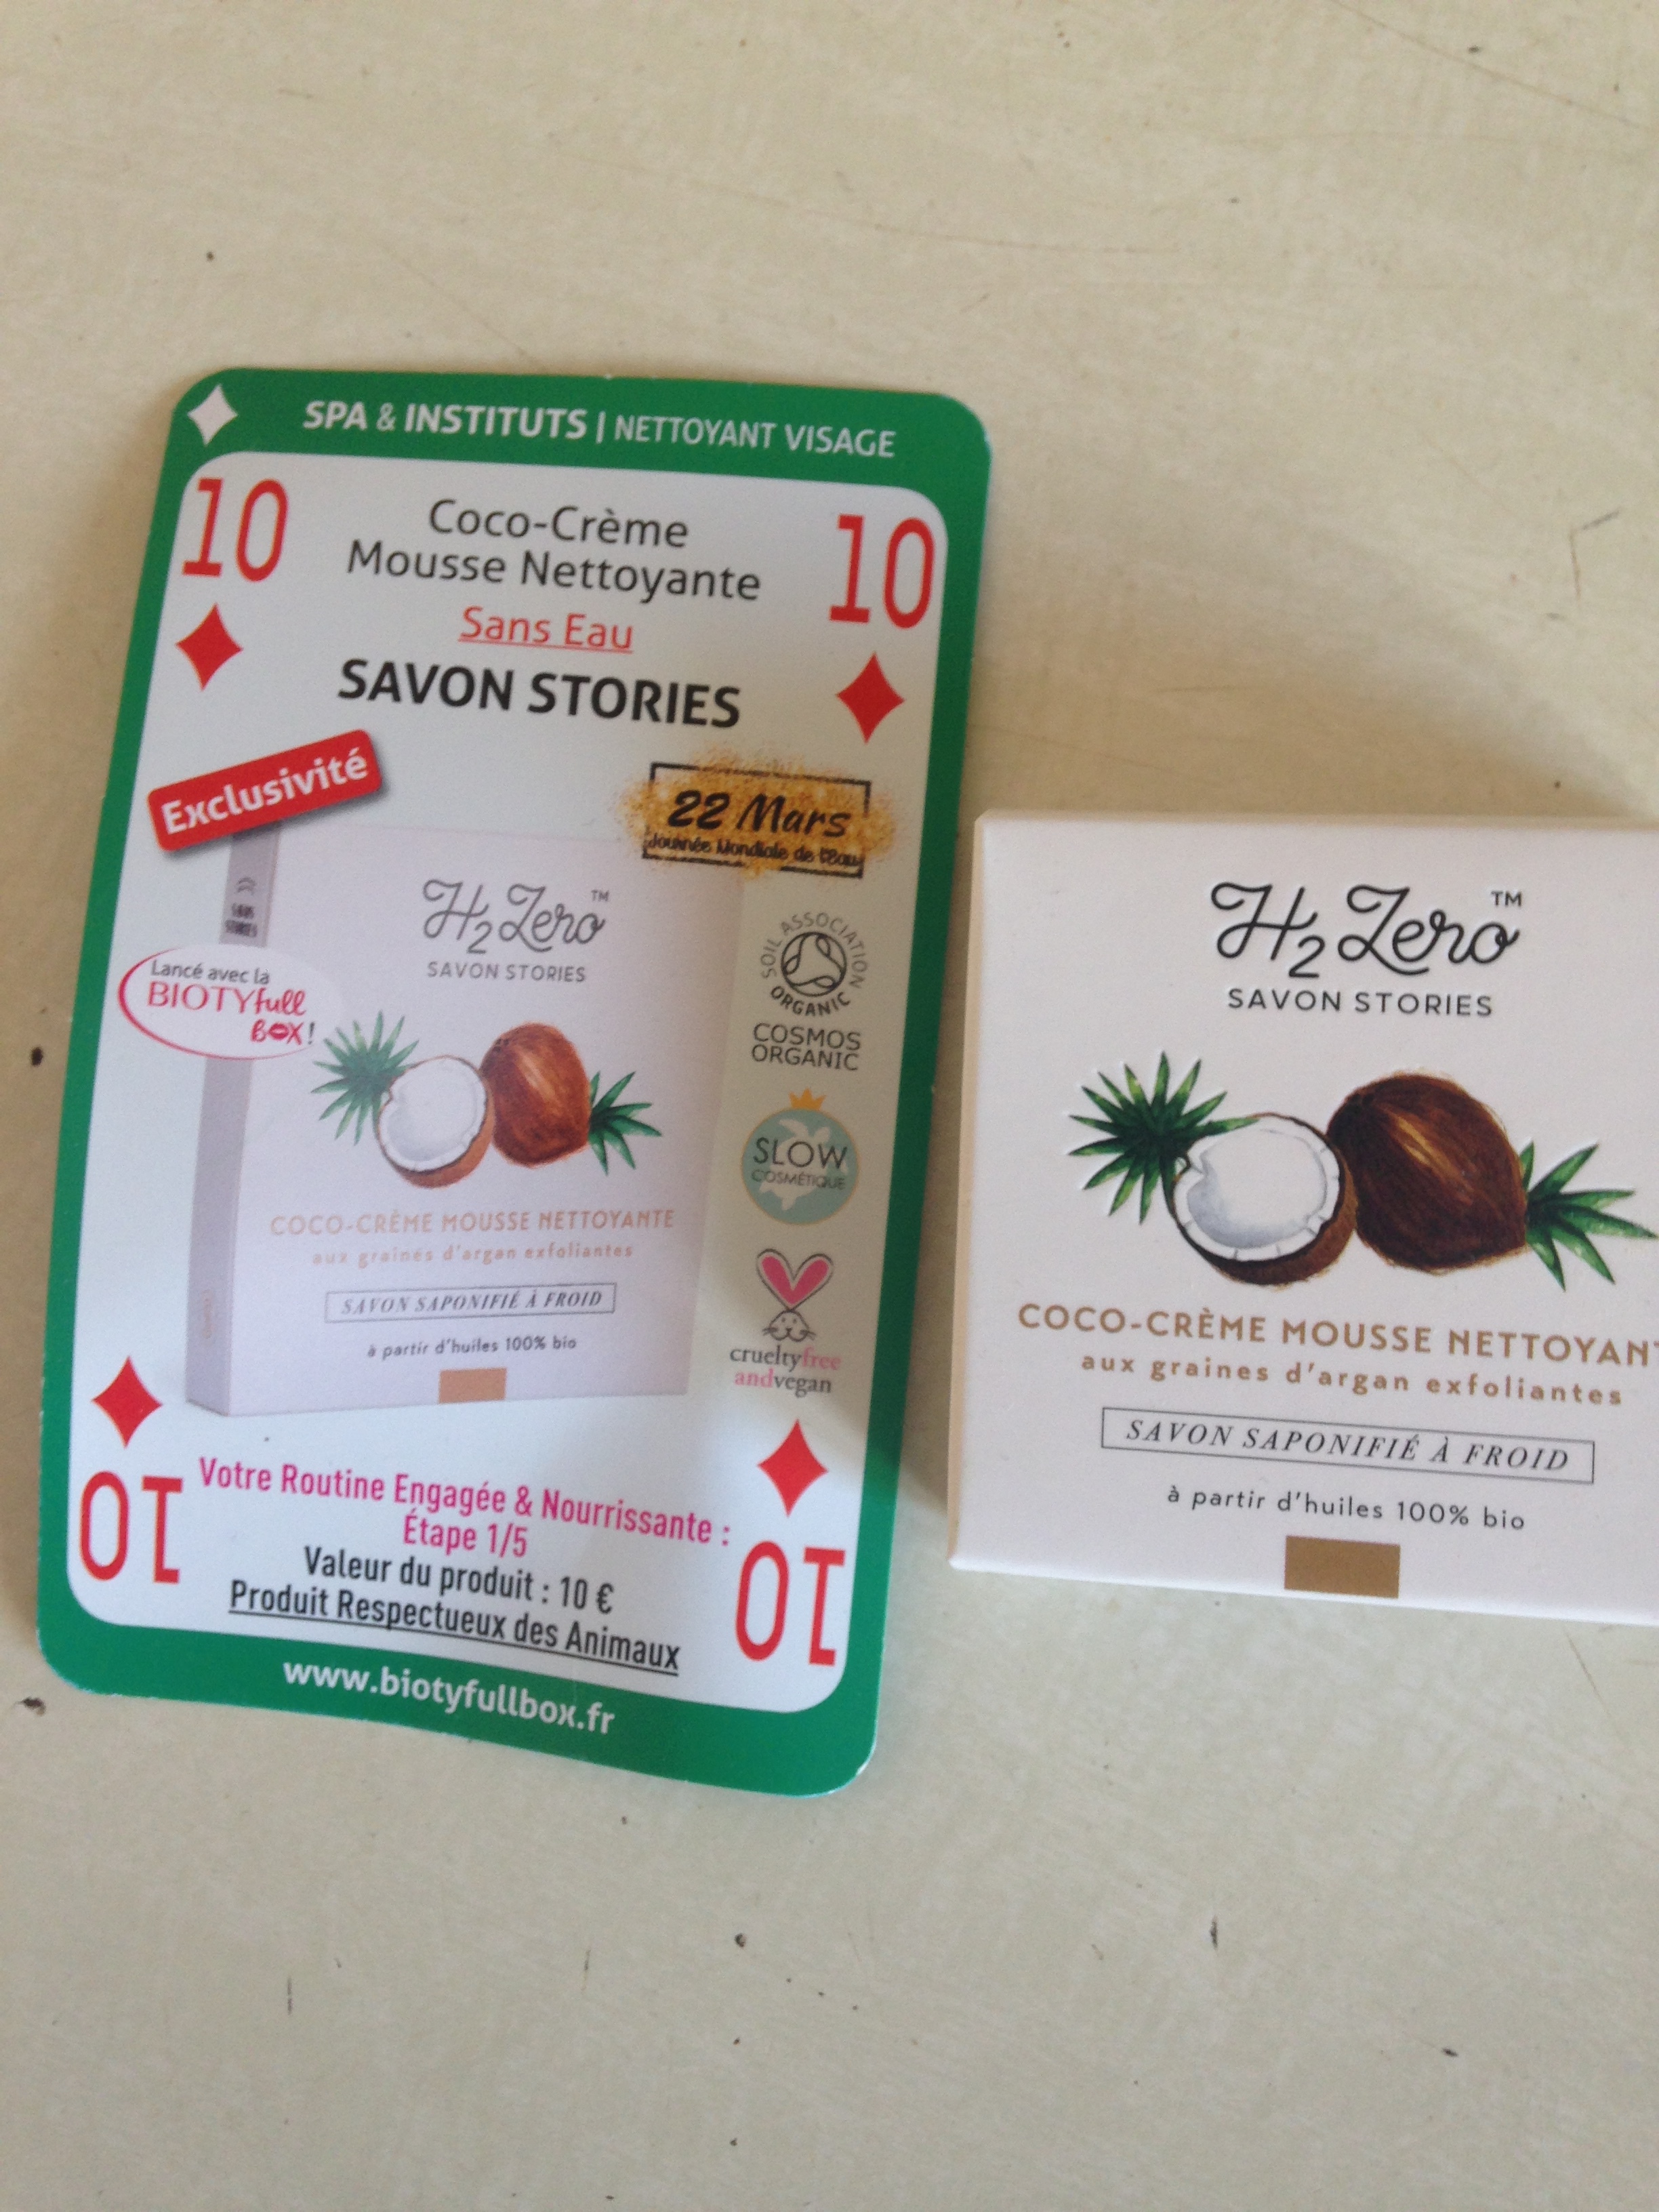 SPA & INSTITUTS | NETTOYANT VISAGE
10
10
Coco-Crème
Mousse Nettoyante
Sans Eau
SAVON STORIES
Exclusivité
22 Mars
Journée Mondiale de l'Eau
H2 Zero™
SAVON STORIES
SAVON STORIES
Lancé avec la
BIOTYfull
BOX!
SOIL ASSOCIATION
ORGANIC
COSMOS
ORGANIC
SLOW
COSMÉTIQUE
COCO-CRÈME MOUSSE NETTOYANTE
aux graines d'argan exfoliantes
SAVON SAPONIFIÉ À FROID
à partir d'huiles 100% bio
crueltyfree
andvegan
Votre Routine Engagée & Nourrissante :
Étape 1/5
Valeur du produit : 10 €
Produit Respectueux des Animaux
10
10
www.biotyfullbox.fr
H2 Zero™
SAVON STORIES
COCO-CRÈME MOUSSE NETTOYAN
aux graines d'argan exfoliantes
SAVON SAPONIFIÉ À FROID
à partir d'huiles 100% bio